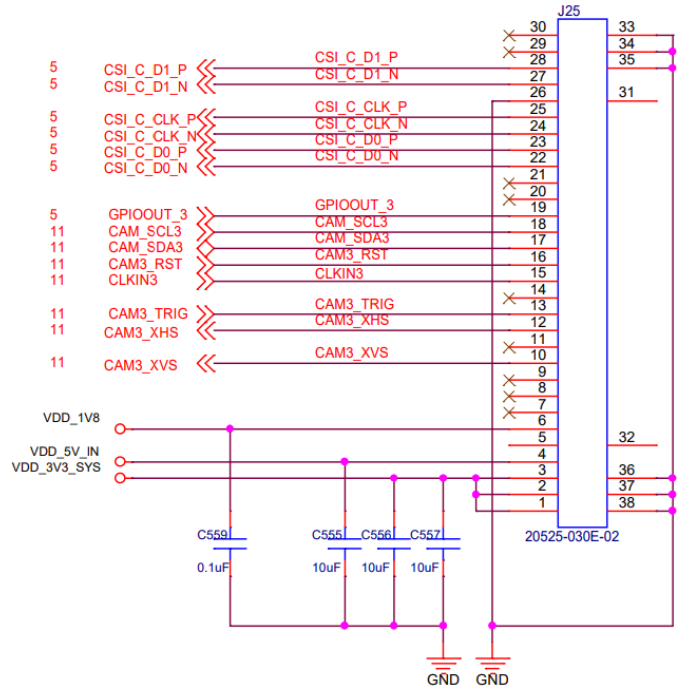 J25
30 33
29 34
CSI_C_D1_P 28 35
5 CSI_C_D1_P
CSI_C_D1_N 27
5 CSI_C_D1_N
26 31
CSI_C_CLK_P 25
5 CSI_C_CLK_P
CSI_C_CLK_N 24
5 CSI_C_CLK_N
CSI_C_D0_P 23
5 CSI_C_D0_P
CSI_C_D0_N 22
5 CSI_C_D0_N
21
20
GPIOOUT_3 19
5 GPIOOUT_3
CAM_SCL3 18
11 CAM_SCL3
CAM_SDA3 17
11 CAM_SDA3
CAM3_RST 16
11 CAM3_RST
CLKIN3 15
11 CLKIN3
14
CAM3_TRIG 13
11 CAM3_TRIG
CAM3_XHS 12
11 CAM3_XHS
11
CAM3_XVS 10
11 CAM3_XVS
9
8
7
VDD_1V8 6
5 32
VDD_5V_IN 4
VDD_3V3_SYS 3 36
2 37
1 38
C559 C555 C556 C557 20525-030E-02
0.1uF 10uF 10uF 10uF
GND GND